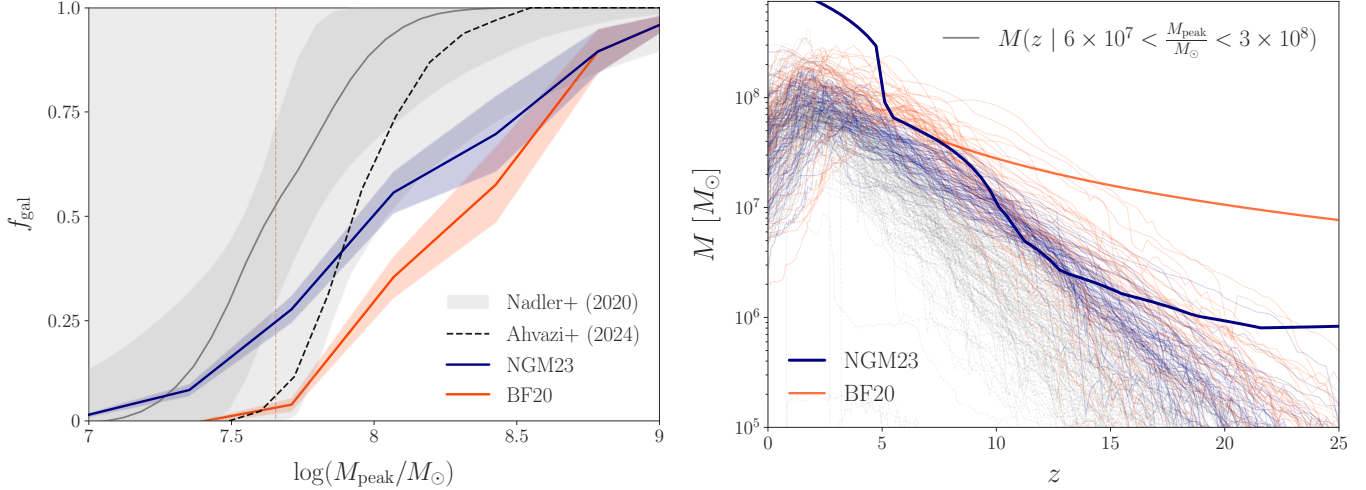 1.0
0.75
0.5
0.25
0
f_gal
7
7.5
8
8.5
9
log(M_peak/M_⊙)
Nadler+ (2020)
Ahvazi+ (2024)
NGM23
BF20
M(z | 6 × 10^7 < M_peak/M_⊙ < 3 × 10^8)
10^8
10^7
10^6
10^5
M [M_⊙]
NGM23
BF20
0
5
10
15
20
25
z